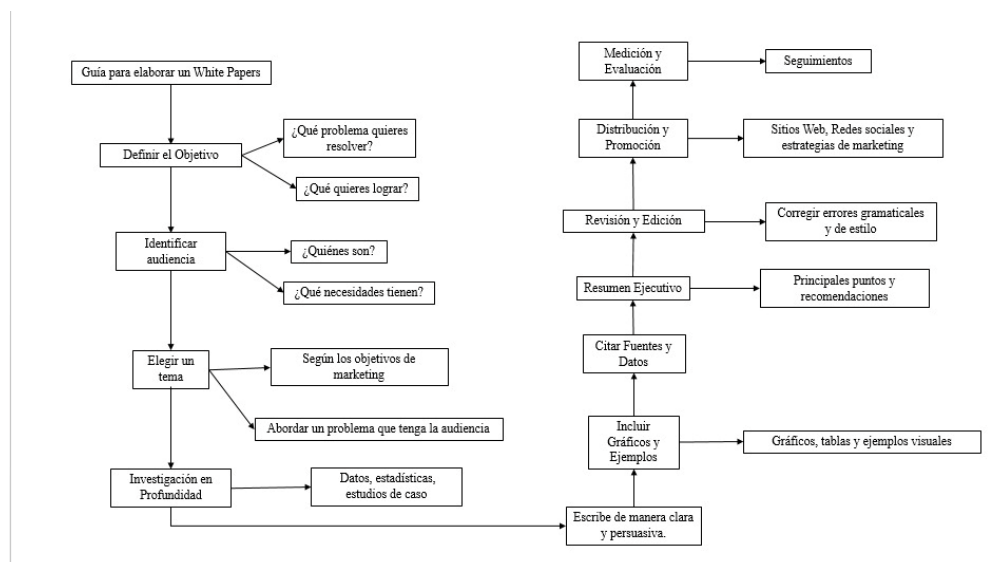 Guía para elaborar un White Papers
Definir el Objetivo
¿Qué problema quieres
resolver?
¿Qué quieres lograr?
Identificar
audiencia
¿Quiénes son?
¿Qué necesidades tienen?
Elegir un
tema
Según los objetivos de
marketing
Abordar un problema que tenga la audiencia
Investigación en
Profundidad
Datos, estadísticas,
estudios de caso
Escribe de manera clara
y persuasiva.
Incluir
Gráficos y
Ejemplos
Gráficos, tablas y ejemplos visuales
Citar Fuentes y
Datos
Resumen Ejecutivo
Principales puntos y
recomendaciones
Revisión y Edición
Corregir errores gramaticales
y de estilo
Distribución y
Promoción
Sitios Web, Redes sociales y
estrategias de marketing
Medición y
Evaluación
Seguimientos